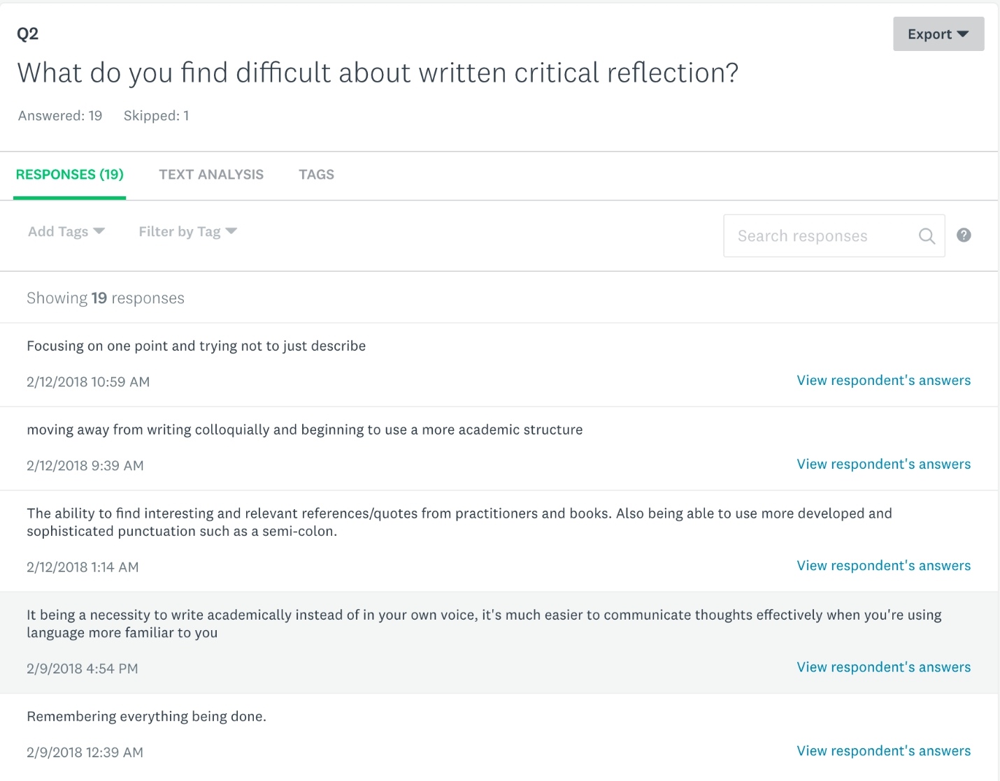 Q2
Export
What do you find difficult about written critical reflection?
Answered: 19 Skipped: 1
RESPONSES (19) TEXT ANALYSIS TAGS
Add Tags Filter by Tag Search responses ?
Showing 19 responses
Focusing on one point and trying not to just describe
2/12/2018 10:59 AM View respondent's answers
moving away from writing colloquially and beginning to use a more academic structure
2/12/2018 9:39 AM View respondent's answers
The ability to find interesting and relevant references/quotes from practitioners and books. Also being able to use more developed and
sophisticated punctuation such as a semi-colon.
2/12/2018 1:14 AM View respondent's answers
It being a necessity to write academically instead of in your own voice, it's much easier to communicate thoughts effectively when you're using
language more familiar to you
2/9/2018 4:54 PM View respondent's answers
Remembering everything being done.
2/9/2018 12:39 AM View respondent's answers